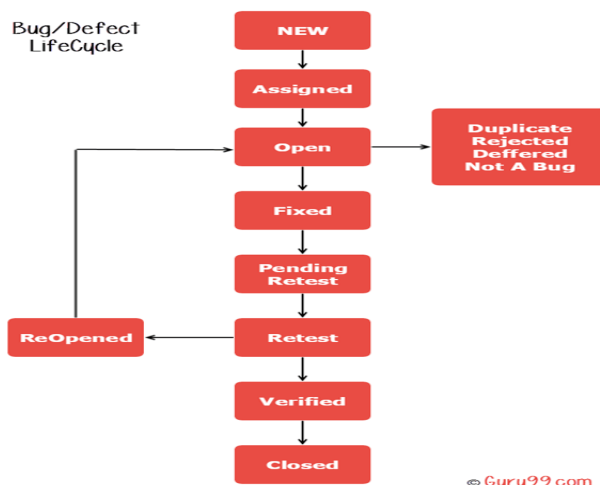 Bug/Defect
LifeCycle
NEW
Assigned
Open
Duplicate
Rejected
Deffered
Not A Bug
Fixed
Pending
Retest
ReOpened
Retest
Verified
Closed
© Guru99.com